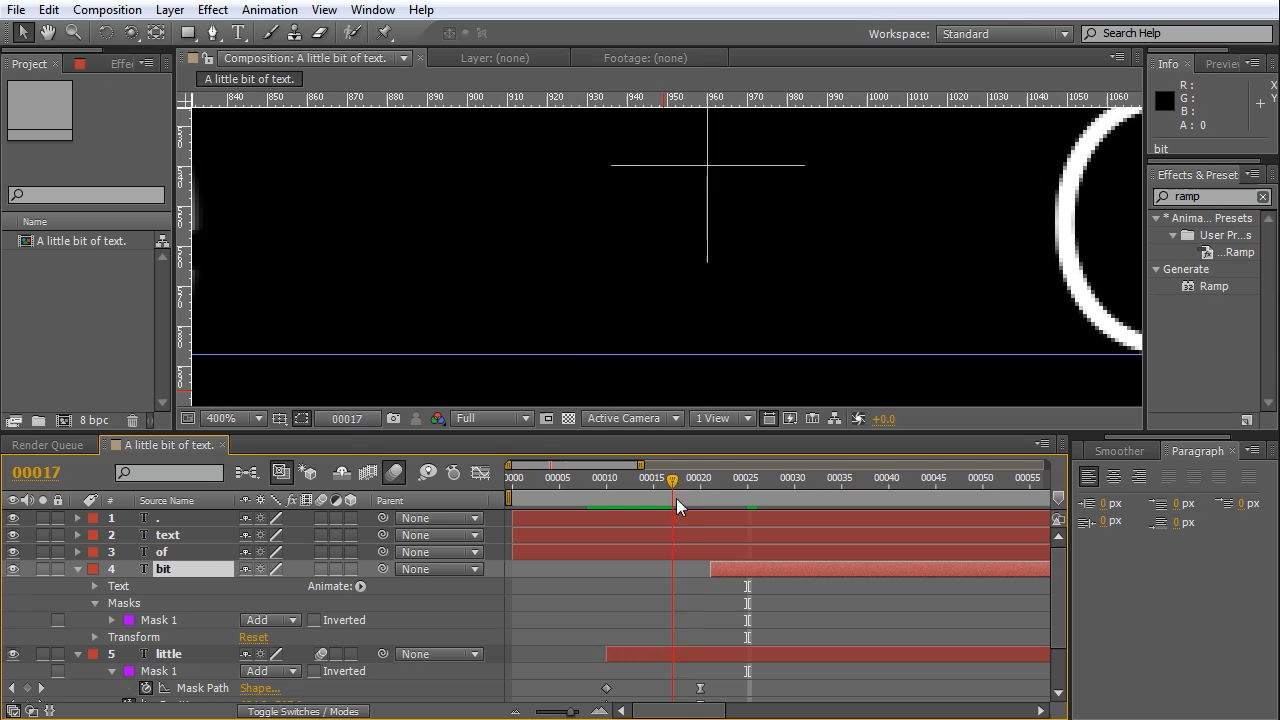 File Edit Composition Layer Effect Animation View Window Help
Workspace: Standard Search Help
Project Effe Composition: A little bit of text. Layer: (none) Footage: (none) Info Previe
A little bit of text.
840 850 860 870 880 890 900 910 920 930 940 950 960 970 980 990 1000 1010 1020 1030 1040 1050 1060
R : X
G : Y
B :
A : 0
bit
Effects & Preset
ramp
Name
* Anima... Presets
A little bit of text.
User Pr...s
...Ramp
Generate
Ramp
8 bpc 400% 00017 Full Active Camera 1 View +0.0
Render Queue A little bit of text. Smoother Paragraph
00017
0000 00005 00010 00015 00020 00025 00030 00035 00040 00045 00050 00055
# Source Name fx Parent
0 px 0 px 0 px
0 px 0 px
1 T . None
2 T text None
3 T of None
4 T bit None
Text Animate:
Masks
Mask 1 Add Inverted
Transform Reset
5 T little None
Mask 1 Add Inverted
Mask Path Shape...
Toggle Switches / Modes